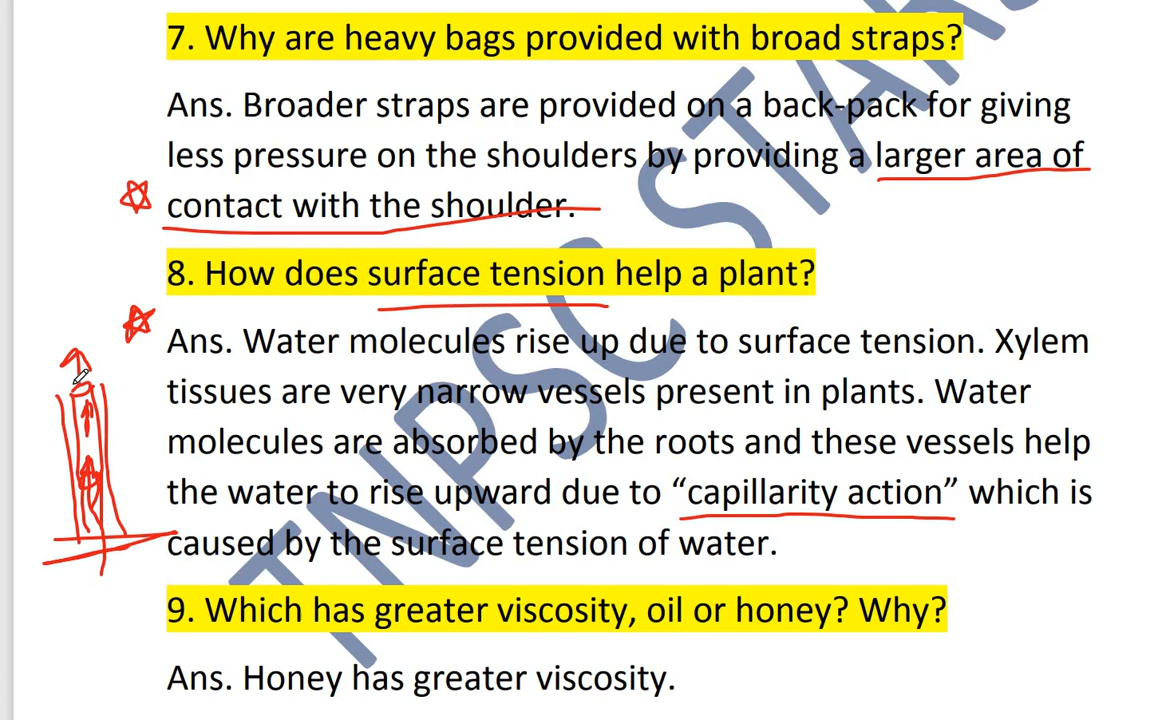 7. Why are heavy bags provided with broad straps?
Ans. Broader straps are provided on a back-pack for giving
less pressure on the shoulders by providing a larger area of
contact with the shoulder.
8. How does surface tension help a plant?
Ans. Water molecules rise up due to surface tension. Xylem
tissues are very narrow vessels present in plants. Water
molecules are absorbed by the roots and these vessels help
the water to rise upward due to “capillarity action” which is
caused by the surface tension of water.
9. Which has greater viscosity, oil or honey? Why?
Ans. Honey has greater viscosity.
TNPSC STAR